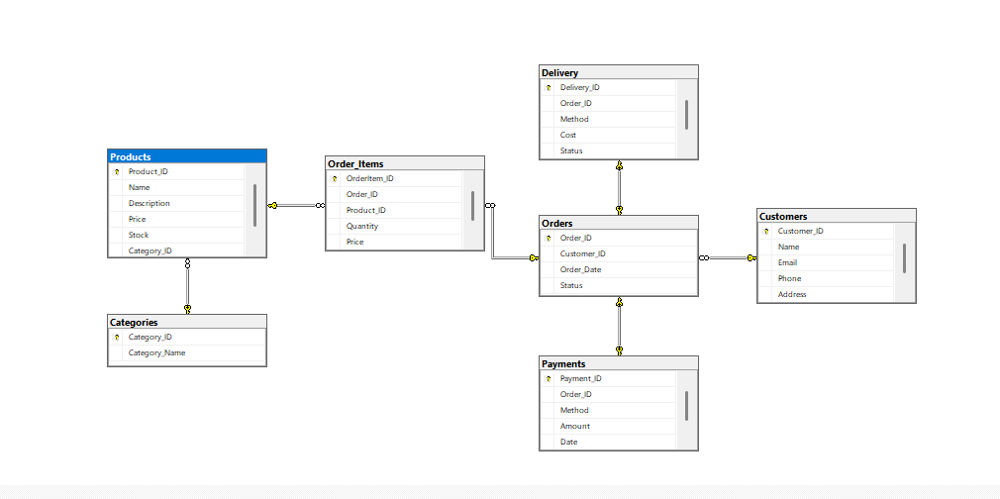 Delivery
Delivery_ID
Order_ID
Method
Cost
Status
Products
Product_ID
Name
Description
Price
Stock
Category_ID
Order_Items
OrderItem_ID
Order_ID
Product_ID
Quantity
Price
Orders
Order_ID
Customer_ID
Order_Date
Status
Customers
Customer_ID
Name
Email
Phone
Address
Categories
Category_ID
Category_Name
Payments
Payment_ID
Order_ID
Method
Amount
Date